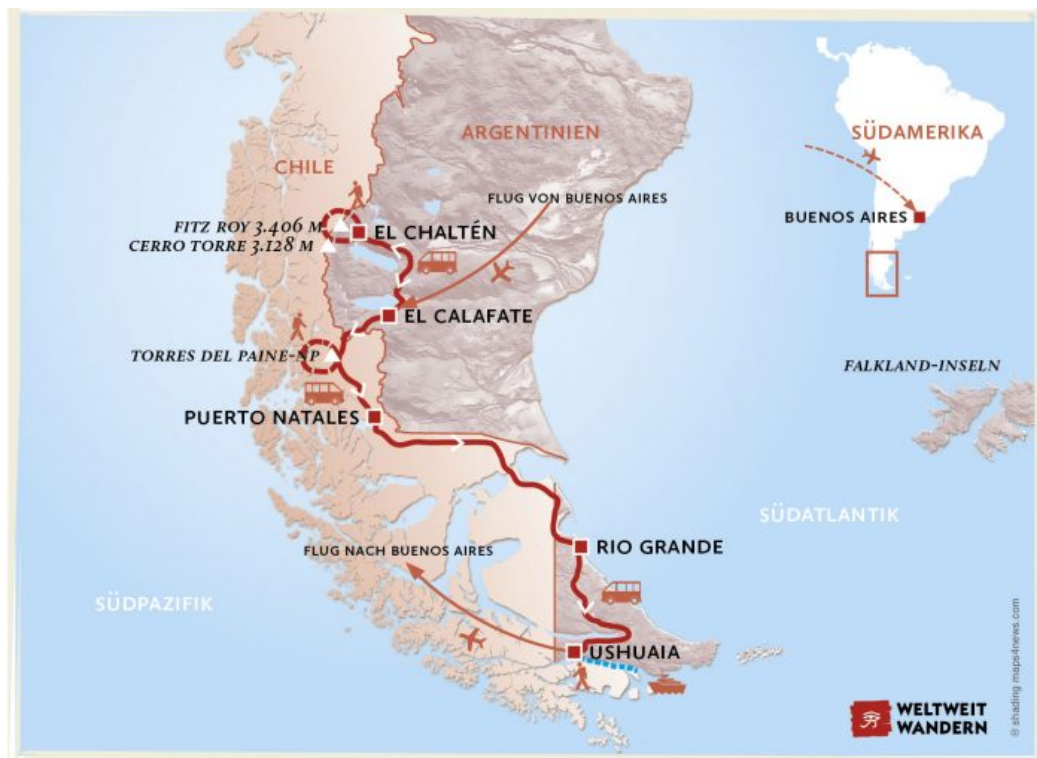 ARGENTINIEN
SÜDAMERIKA
CHILE
FLUG VON BUENOS AIRES
BUENOS AIRES
FITZ ROY 3.406 M
CERRO TORRE 3.128 M
EL CHALTÉN
EL CALAFATE
TORRES DEL PAINE-NP
FALKLAND-INSELN
PUERTO NATALES
SÜDATLANTIK
RIO GRANDE
FLUG NACH BUENOS AIRES
SÜDPAZIFIK
USHUAIA
WELTWEIT
WANDERN
© shading maps4news.com